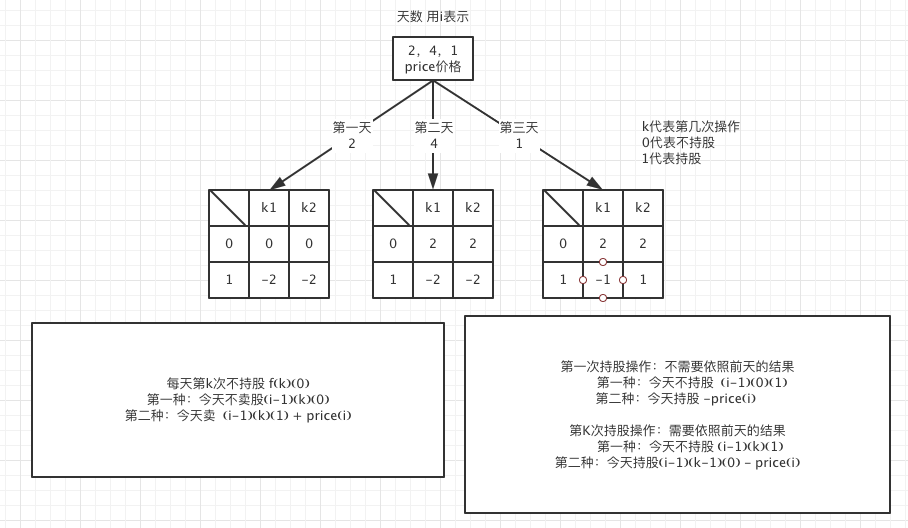 天数 用i表示
2，4，1
price价格
第一天
2
第二天
4
第三天
1
k代表第几次操作
0代表不持股
1代表持股
k1 k2
0 0 0
1 -2 -2
k1 k2
0 2 2
1 -2 -2
k1 k2
0 2 2
1 -1 1
每天第k次不持股 f(k)(0)
第一种：今天不卖股(i-1)(k)(0)
第二种：今天卖 (i-1)(k)(1) + price(i)
第一次持股操作：不需要依照前天的结果
第一种：今天不持股 (i-1)(0)(1)
第二种：今天持股 -price(i)
第K次持股操作：需要依照前天的结果
第一种：今天不持股 (i-1)(k)(1)
第二种：今天持股(i-1)(k-1)(0) - price(i)